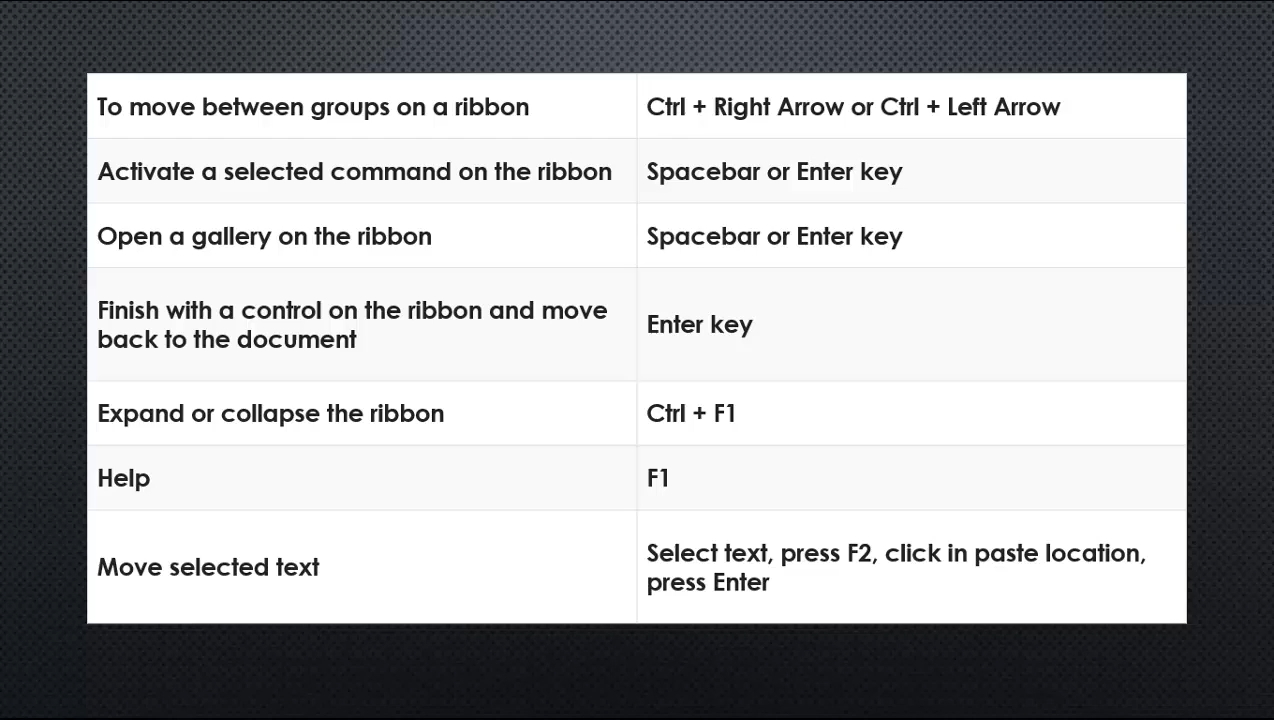 To move between groups on a ribbon
Ctrl + Right Arrow or Ctrl + Left Arrow
Activate a selected command on the ribbon
Spacebar or Enter key
Open a gallery on the ribbon
Spacebar or Enter key
Finish with a control on the ribbon and move
back to the document
Enter key
Expand or collapse the ribbon
Ctrl + F1
Help
F1
Move selected text
Select text, press F2, click in paste location,
press Enter